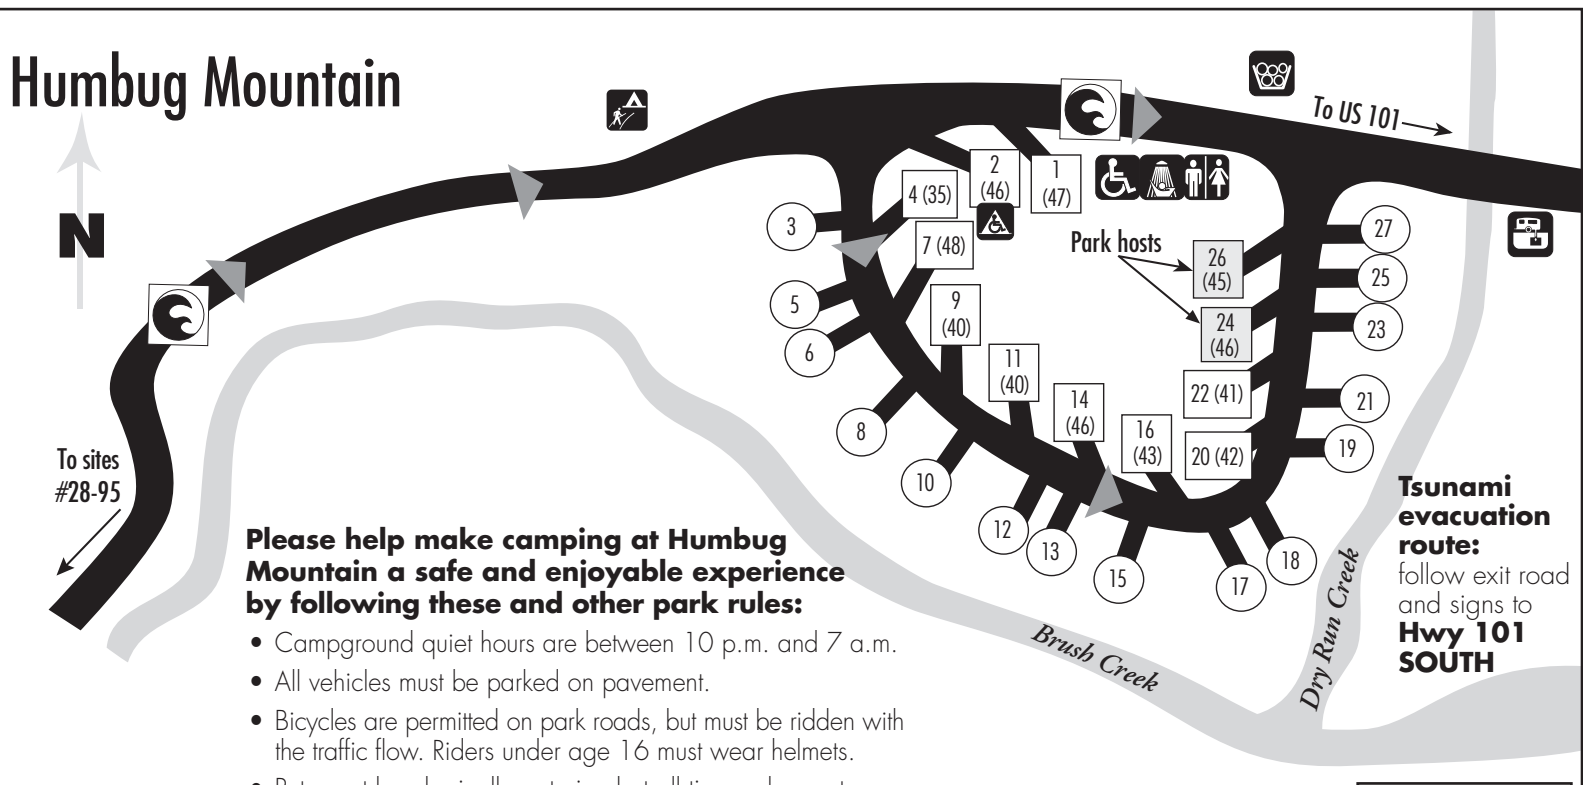 Humbug Mountain
N
To US 101
2
(46)
1
(47)
4 (35)
3
7 (48)
Park hosts
27
26
(45)
25
5
9
(40)
24
(46)
23
6
11
(40)
22 (41)
21
14
(46)
8
16
(43)
20 (42)
19
10
To sites
#28-95
12
13
15
17
18
Tsunami
evacuation
route:
follow exit road
and signs to
Hwy 101
SOUTH
Brush Creek
Dry Run Creek
Please help make camping at Humbug
Mountain a safe and enjoyable experience
by following these and other park rules:
• Campground quiet hours are between 10 p.m. and 7 a.m.
• All vehicles must be parked on pavement.
• Bicycles are permitted on park roads, but must be ridden with
the traffic flow. Riders under age 16 must wear helmets.